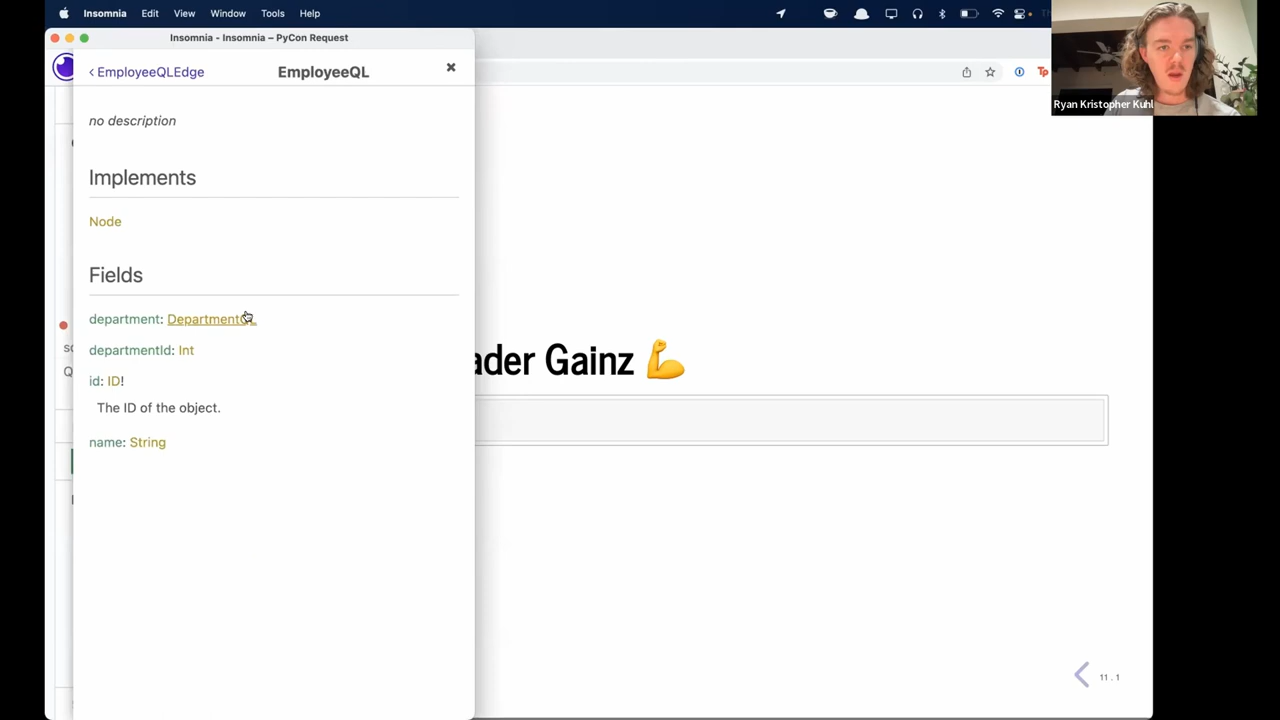 Insomnia Edit View Window Tools Help
Insomnia - Insomnia – PyCon Request
EmployeeQLEdge
EmployeeQL
no description
Implements
Node
Fields
department: DepartmentQL
departmentId: Int
id: ID!
The ID of the object.
name: String
ader Gainz 💪
Ryan Kristopher Kuhl
11.1